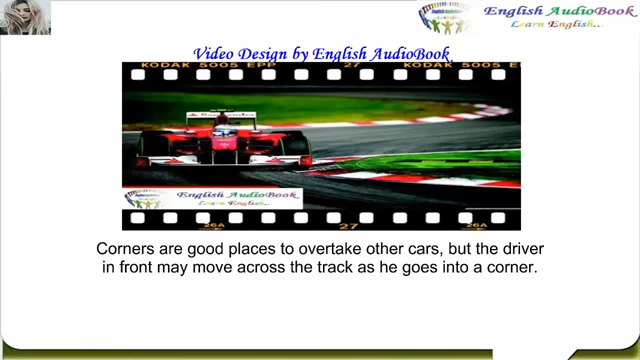 English AudioBook
Learn English...
Video Design by English AudioBook
KODAK 5005 EPP 27 KODAK 5005 EP
Santander
English AudioBook
Learn English...
26A 27 26A
Corners are good places to overtake other cars, but the driver
in front may move across the track as he goes into a corner.